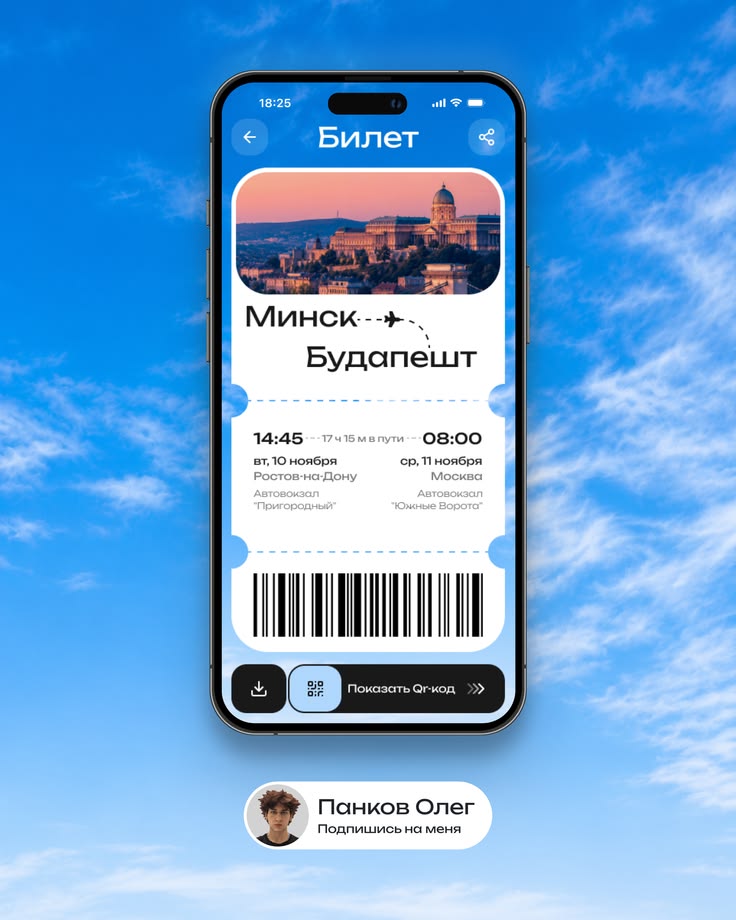 18:25
Билет
Минск
Будапешт
14:45 17 ч 15 м в пути 08:00
вт, 10 ноября ср, 11 ноября
Ростов-на-Дону Москва
Автовокзал Автовокзал
"Пригородный" "Южные Ворота"
Показать Qr-код
Панков Олег
Подпишись на меня